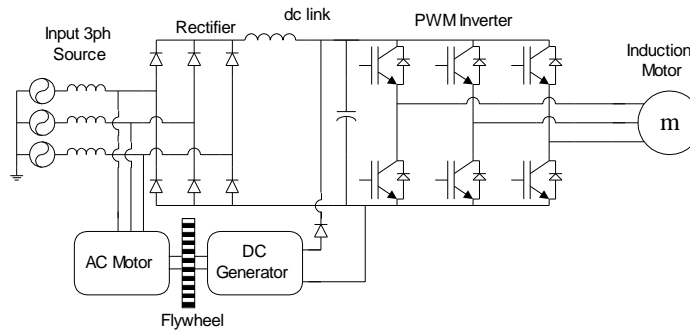 Input 3ph
Source
Rectifier
dc link
PWM Inverter
Induction
Motor
m
AC Motor
DC
Generator
Flywheel